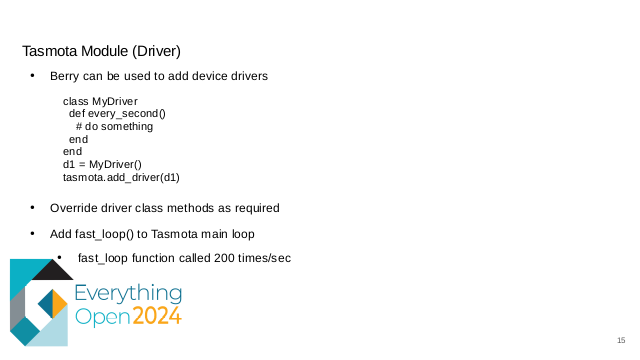 Tasmota Module (Driver)
• Berry can be used to add device drivers
class MyDriver
  def every_second()
    # do something
  end
end
d1 = MyDriver()
tasmota.add_driver(d1)
• Override driver class methods as required
• Add fast_loop() to Tasmota main loop
• fast_loop function called 200 times/sec
Everything
Open2024
15